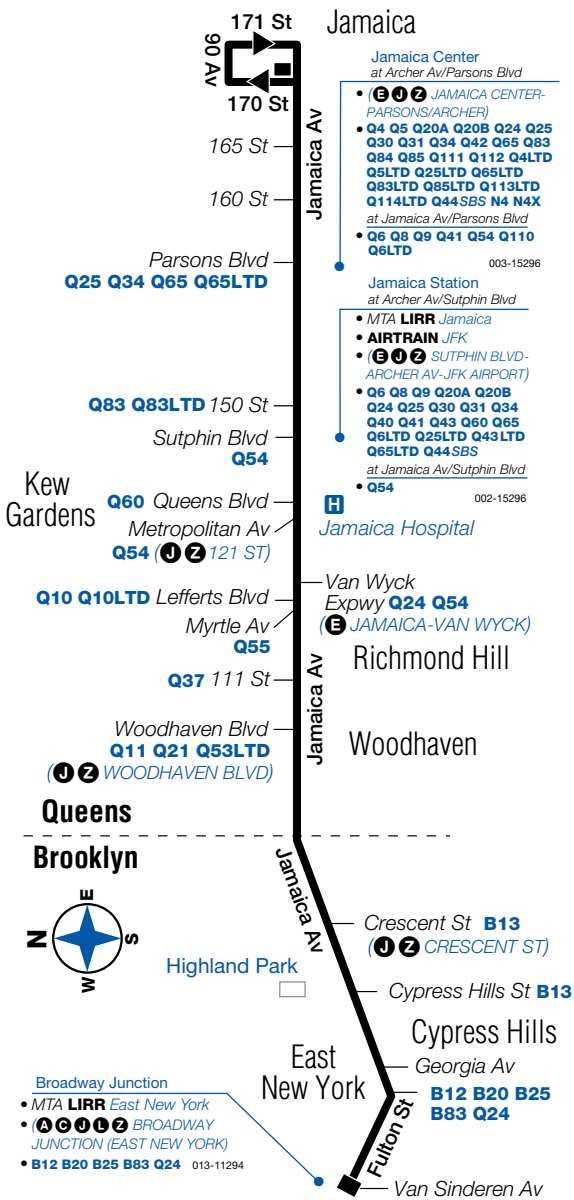 171 St
Jamaica
90 Av
170 St
Jamaica Av
Jamaica Center
at Archer Av/Parsons Blvd
• (E J Z JAMAICA CENTER-
PARSONS/ARCHER)
• Q4 Q5 Q20A Q20B Q24 Q25
Q30 Q31 Q34 Q42 Q65 Q83
Q84 Q85 Q111 Q112 Q4LTD
Q5LTD Q25LTD Q65LTD
Q83LTD Q85LTD Q113LTD
Q114LTD Q44SBS N4 N4X
at Jamaica Av/Parsons Blvd
• Q6 Q8 Q9 Q41 Q54 Q110
Q6LTD
003-15296
165 St
160 St
Parsons Blvd
Q25 Q34 Q65 Q65LTD
Jamaica Station
at Archer Av/Sutphin Blvd
• MTA LIRR Jamaica
• AIRTRAIN JFK
• (E J Z SUTPHIN BLVD-
ARCHER AV-JFK AIRPORT)
• Q6 Q8 Q9 Q20A Q20B
Q24 Q25 Q30 Q31 Q34
Q40 Q41 Q43 Q60 Q65
Q6LTD Q25LTD Q43LTD
Q65LTD Q44SBS
at Jamaica Av/Sutphin Blvd
• Q54
002-15296
Q83 Q83LTD 150 St
Sutphin Blvd
Q54
Kew
Gardens
Q60 Queens Blvd
H
Jamaica Hospital
Metropolitan Av
Q54 (J Z 121 ST)
Van Wyck
Expwy Q24 Q54
(E JAMAICA-VAN WYCK)
Q10 Q10LTD Lefferts Blvd
Myrtle Av
Q55
Richmond Hill
Q37 111 St
Jamaica Av
Woodhaven Blvd
Q11 Q21 Q53LTD
(J Z WOODHAVEN BLVD)
Woodhaven
Queens
Brooklyn
Jamaica Av
E
N
S
W
Crescent St B13
(J Z CRESCENT ST)
Highland Park
Cypress Hills St B13
Cypress Hills
East
New York
Georgia Av
B12 B20 B25
B83 Q24
Fulton St
Broadway Junction
• MTA LIRR East New York
• (A C J L Z BROADWAY
JUNCTION (EAST NEW YORK)
• B12 B20 B25 B83 Q24 013-11294
Van Sinderen Av